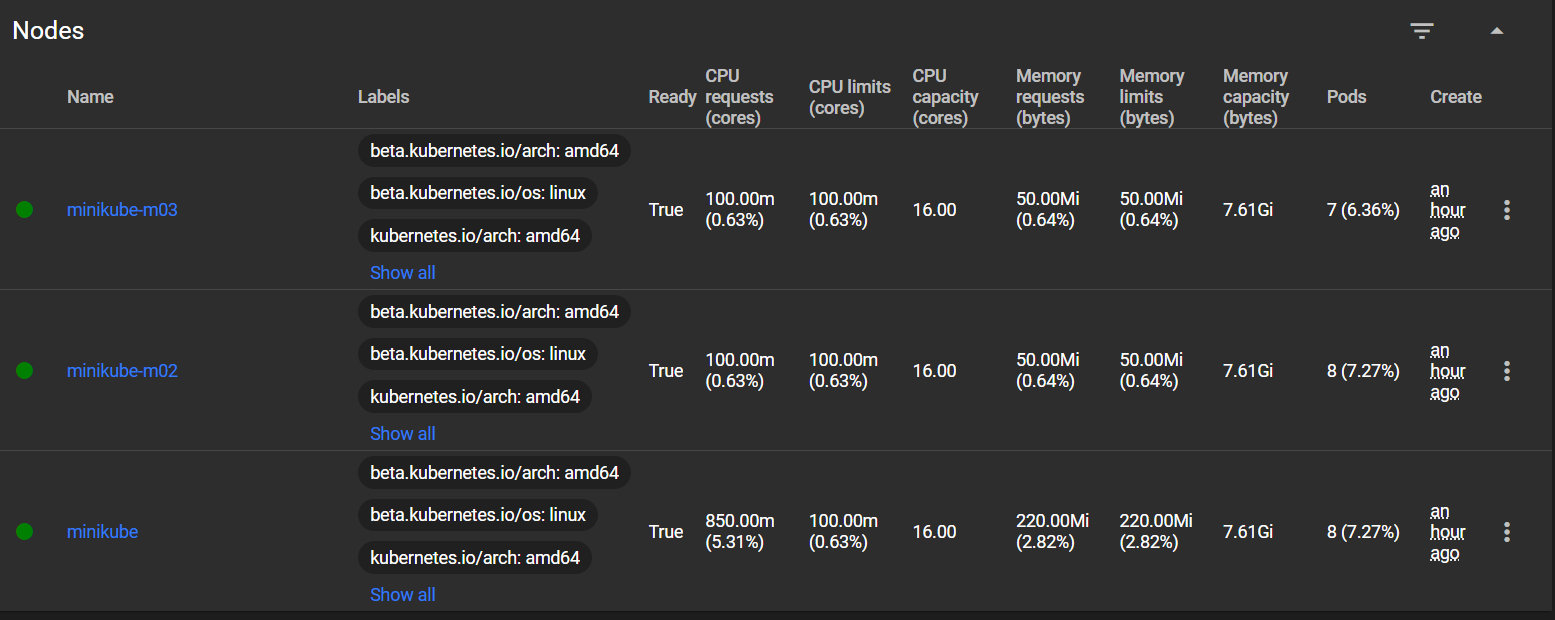 Nodes
Name Labels Ready CPU requests (cores) CPU limits (cores) CPU capacity (cores) Memory requests (bytes) Memory limits (bytes) Memory capacity (bytes) Pods Create
beta.kubernetes.io/arch: amd64
beta.kubernetes.io/os: linux
minikube-m03 True 100.00m (0.63%) 100.00m (0.63%) 16.00 50.00Mi (0.64%) 50.00Mi (0.64%) 7.61Gi 7 (6.36%) an hour ago
kubernetes.io/arch: amd64
Show all
beta.kubernetes.io/arch: amd64
beta.kubernetes.io/os: linux
minikube-m02 True 100.00m (0.63%) 100.00m (0.63%) 16.00 50.00Mi (0.64%) 50.00Mi (0.64%) 7.61Gi 8 (7.27%) an hour ago
kubernetes.io/arch: amd64
Show all
beta.kubernetes.io/arch: amd64
beta.kubernetes.io/os: linux
minikube True 850.00m (5.31%) 100.00m (0.63%) 16.00 220.00Mi (2.82%) 220.00Mi (2.82%) 7.61Gi 8 (7.27%) an hour ago
kubernetes.io/arch: amd64
Show all